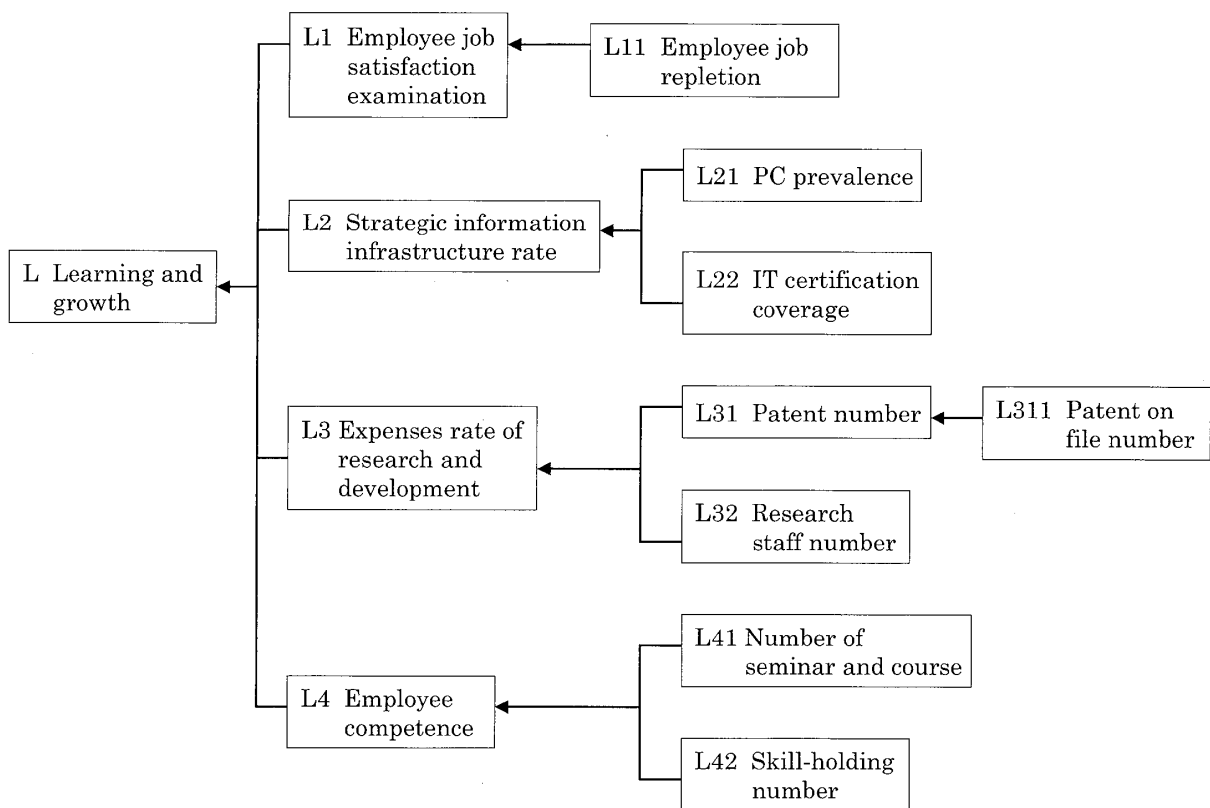 L1 Employee job
satisfaction
examination
L11 Employee job
repletion
L21 PC prevalence
L2 Strategic information
infrastructure rate
L22 IT certification
coverage
L Learning and
growth
L31 Patent number
L311 Patent on
file number
L3 Expenses rate of
research and
development
L32 Research
staff number
L41 Number of
seminar and course
L4 Employee
competence
L42 Skill-holding
number